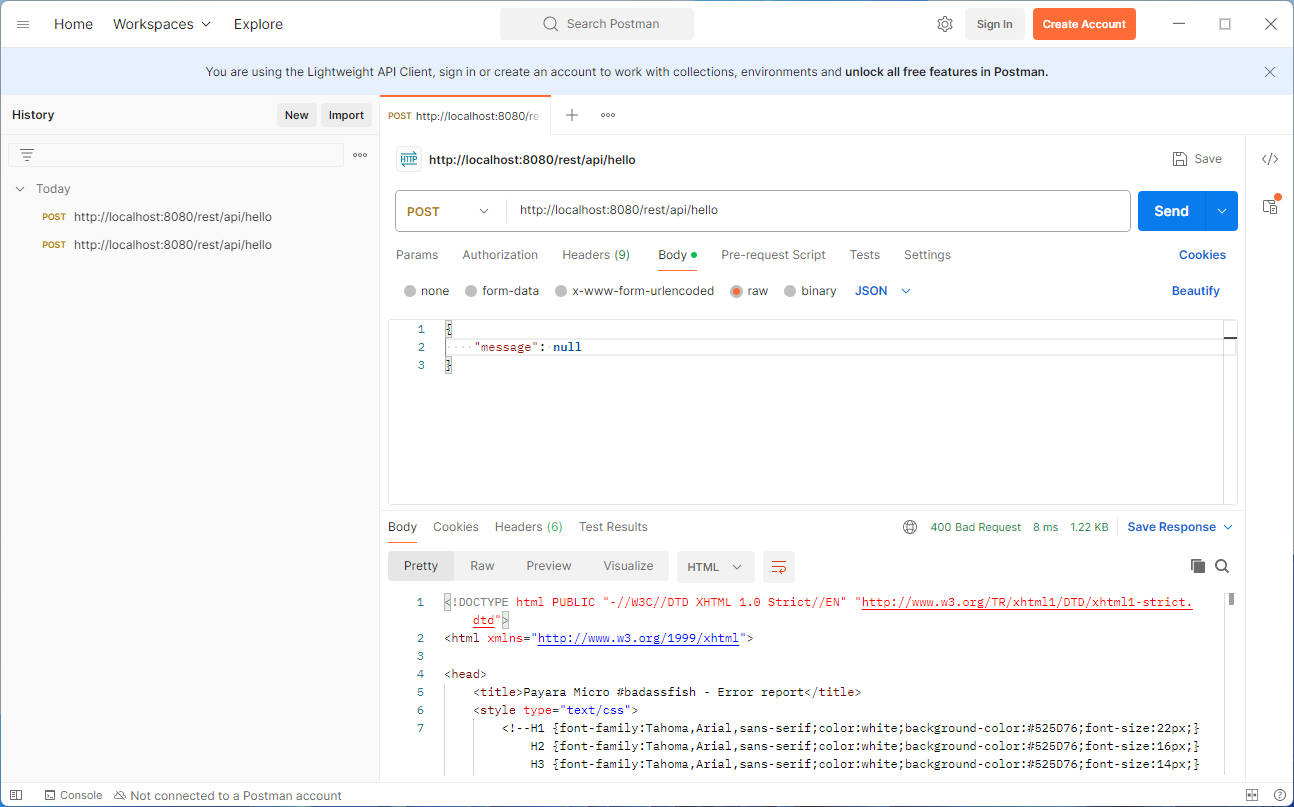 Home Workspaces Explore Search Postman Sign In Create Account
You are using the Lightweight API Client, sign in or create an account to work with collections, environments and unlock all free features in Postman.
History New Import
POST http://localhost:8080/re
http://localhost:8080/rest/api/hello Save
Today
POST http://localhost:8080/rest/api/hello
POST http://localhost:8080/rest/api/hello
POST http://localhost:8080/rest/api/hello Send
Params Authorization Headers (9) Body Pre-request Script Tests Settings Cookies
none form-data x-www-form-urlencoded raw binary JSON Beautify
1 {
2 "message": null
3 }
Body Cookies Headers (6) Test Results 400 Bad Request 8 ms 1.22 KB Save Response
Pretty Raw Preview Visualize HTML
1 <!DOCTYPE html PUBLIC "-//W3C//DTD XHTML 1.0 Strict//EN" "http://www.w3.org/TR/xhtml1/DTD/xhtml1-strict.
dtd">
2 <html xmlns="http://www.w3.org/1999/xhtml">
3
4 <head>
5 <title>Payara Micro #badassfish - Error report</title>
6 <style type="text/css">
7 <!--H1 {font-family:Tahoma,Arial,sans-serif;color:white;background-color:#525D76;font-size:22px;}
H2 {font-family:Tahoma,Arial,sans-serif;color:white;background-color:#525D76;font-size:16px;}
H3 {font-family:Tahoma,Arial,sans-serif;color:white;background-color:#525D76;font-size:14px;}
Console Not connected to a Postman account